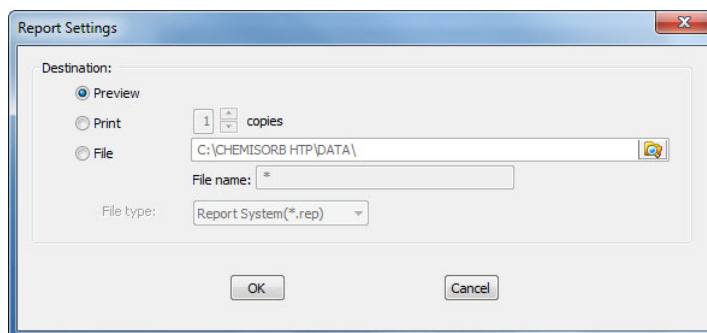 Report Settings
Destination:
Preview
Print 1 copies
File C:\CHEMISORB HTP\DATA\
File name: *
File type: Report System(*.rep)
OK Cancel